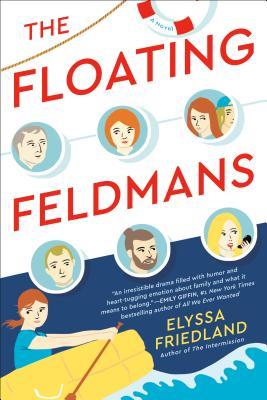 THE
A NOVEL
FLOATING
FELDMANS
"An irresistible drama filled with humor and
heart-tugging emotion about family and what it
means to belong."—EMILY GIFFIN, #1 New York Times
bestselling author of All We Ever Wanted
ELYSSA
FRIEDLAND
Author of The Intermission